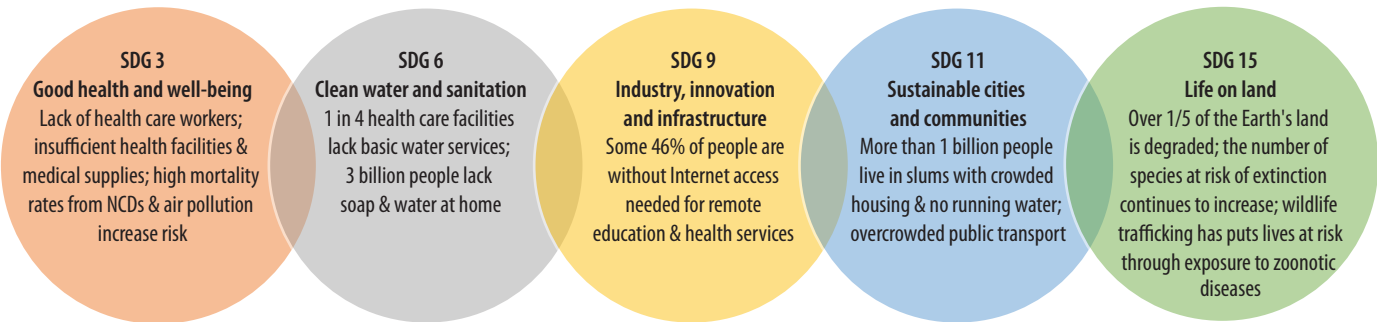 SDG 3
Good health and well-being
Lack of health care workers;
insufficient health facilities &
medical supplies; high mortality
rates from NCDs & air pollution
increase risk
SDG 6
Clean water and sanitation
1 in 4 health care facilities
lack basic water services;
3 billion people lack
soap & water at home
SDG 9
Industry, innovation
and infrastructure
Some 46% of people are
without Internet access
needed for remote
education & health services
SDG 11
Sustainable cities
and communities
More than 1 billion people
live in slums with crowded
housing & no running water;
overcrowded public transport
SDG 15
Life on land
Over 1/5 of the Earth's land
is degraded; the number of
species at risk of extinction
continues to increase; wildlife
trafficking has puts lives at risk
through exposure to zoonotic
diseases